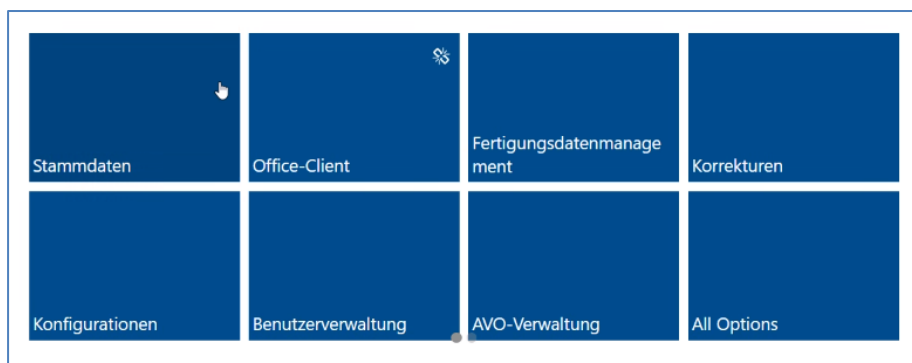 Stammdaten
Office-Client
Fertigungsdatenmanage
ment
Korrekturen
Konfigurationen
Benutzerverwaltung
AVO-Verwaltung
All Options